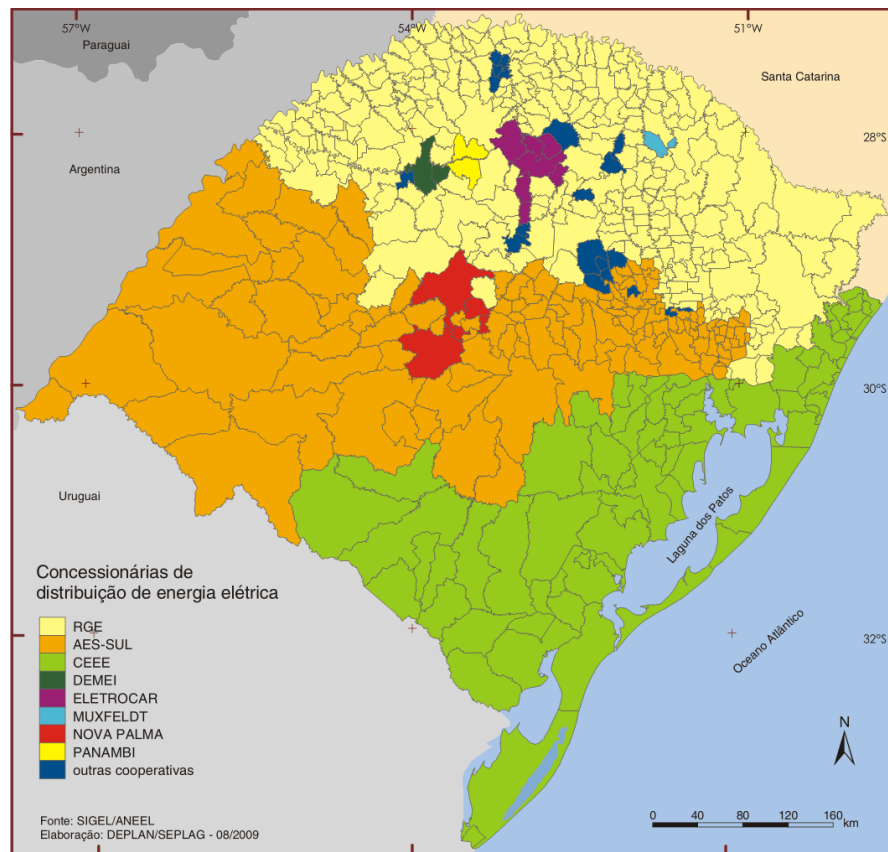 57°W
54°W
51°W
Paraguai
Santa Catarina
28°S
Argentina
30°S
Uruguai
Laguna dos Patos
Oceano Atlântico
32°S
Concessionárias de
distribuição de energia elétrica
RGE
AES-SUL
CEEE
DEMEI
ELETROCAR
MUXFELDT
NOVA PALMA
PANAMBI
outras cooperativas
Fonte: SIGEL/ANEEL
Elaboração: DEPLAN/SEPLAG - 08/2009
N
0 40 80 120 160
km